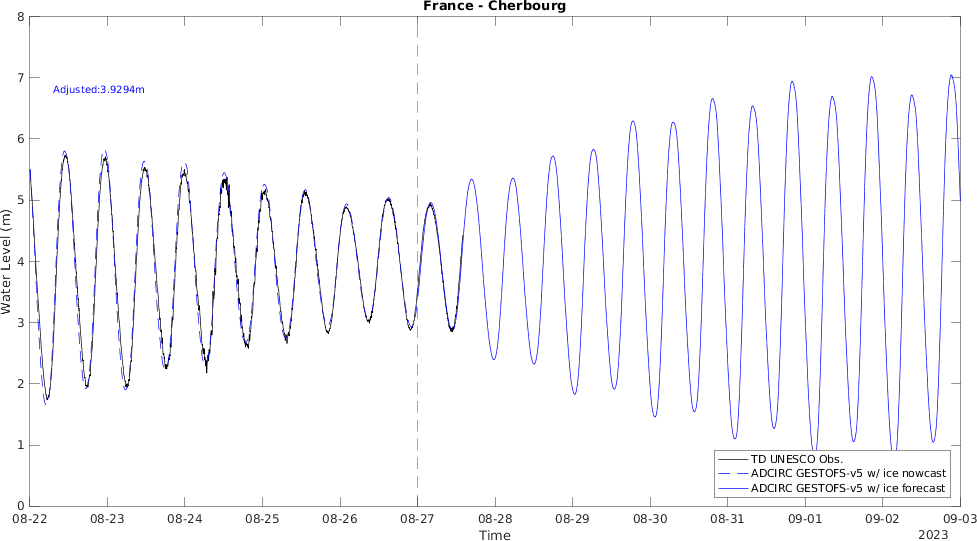 France - Cherbourg
8
7
Adjusted:3.9294m
6
5
4
Water Level (m)
3
2
1
TD UNESCO Obs.
ADCIRC GESTOFS-v5 w/ ice nowcast
ADCIRC GESTOFS-v5 w/ ice forecast
0
08-22 08-23 08-24 08-25 08-26 08-27 08-28 08-29 08-30 08-31 09-01 09-02 09-03
Time
2023